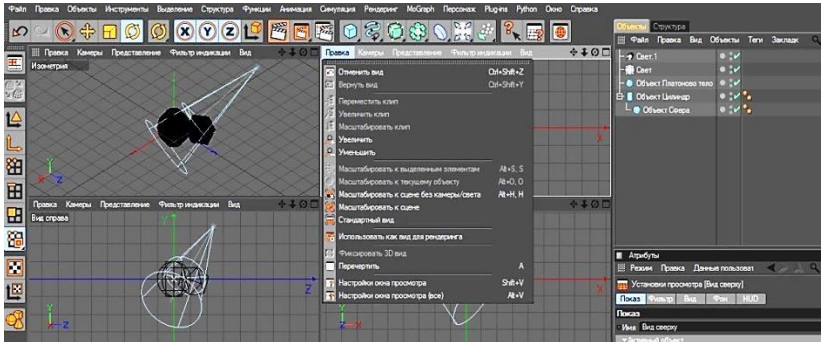 Файл Правка Объекты Инструменты Выделение Структура Функции Анимация Симуляция Рендеринг MoGraph Персонаж Plug-ins Python Окно Справка
Правка Камеры Представление Фильтр индикации Вид
Изометрия
Правка Камеры Представление Фильтр индикации Вид
Отменить вид Ctrl+Shift+Z
Вернуть вид Ctrl+Shift+Y
Переместить клип
Увеличить клип
Масштабировать клип
Увеличить
Уменьшить
Масштабировать к выделенным элементам Alt+S, S
Масштабировать к текущему объекту Alt+O, O
Масштабировать к сцене без камеры/света Alt+H, H
Масштабировать к сцене
Стандартный вид
Использовать как вид для рендеринга
Фиксировать 3D вид
Перечертить A
Настройки окна просмотра Shift+V
Настройки окна просмотра (все) Alt+V
Правка Камеры Представление Фильтр индикации Вид
Вид справа
Y
X
Z
Y
Z
Y
Z
X
X
Z
X
Объекты Структура
Файл Правка Вид Объекты Теги Закладк
Свет.1
Свет
Объект Платоново тело
Объект Цилиндр
Объект Сфера
Атрибуты
Режим Правка Данные пользоват
Установки просмотра [Вид сверху]
Показ Фильтр Вид Фон HUD
Показ
Имя Вид сверху
Активный объект